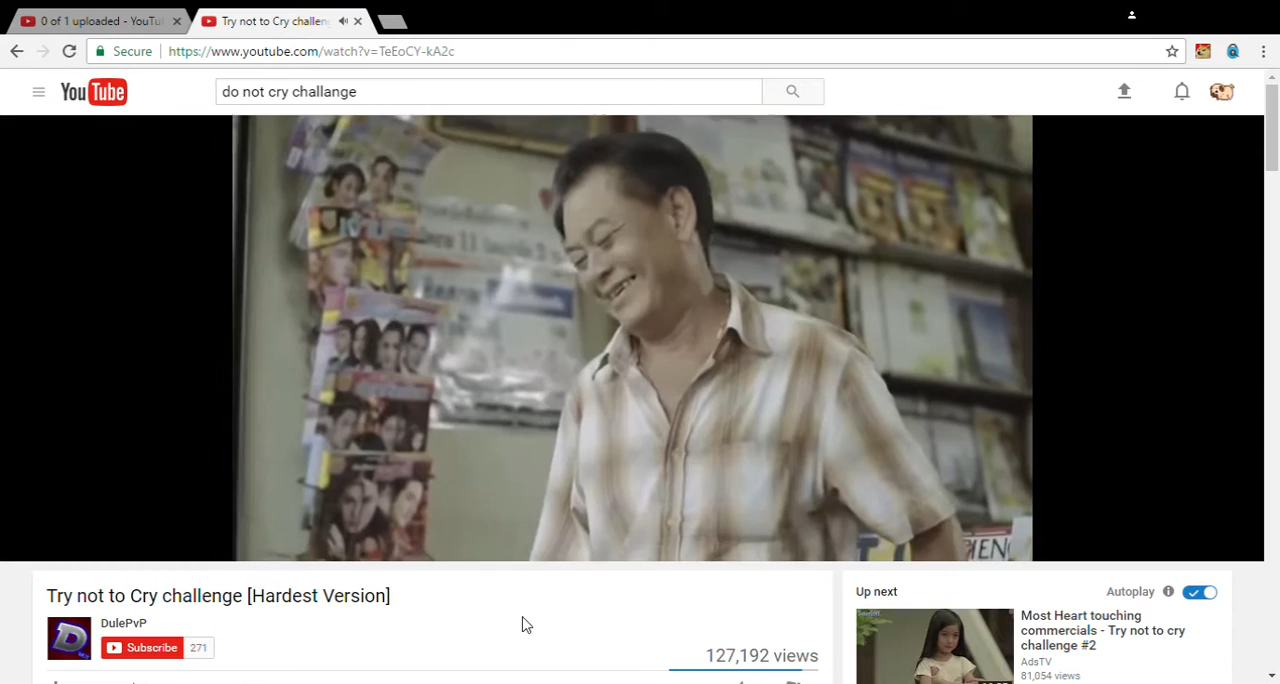 0 of 1 uploaded - YouTu
Try not to Cry challen
Secure
https://www.youtube.com/watch?v=TeEoCY-kA2c
YouTube
do not cry challange
Try not to Cry challenge [Hardest Version]
DulePvP
Subscribe 271
127,192 views
Up next
Autoplay
Most Heart touching
commercials - Try not to cry
challenge #2
AdsTV
81,054 views